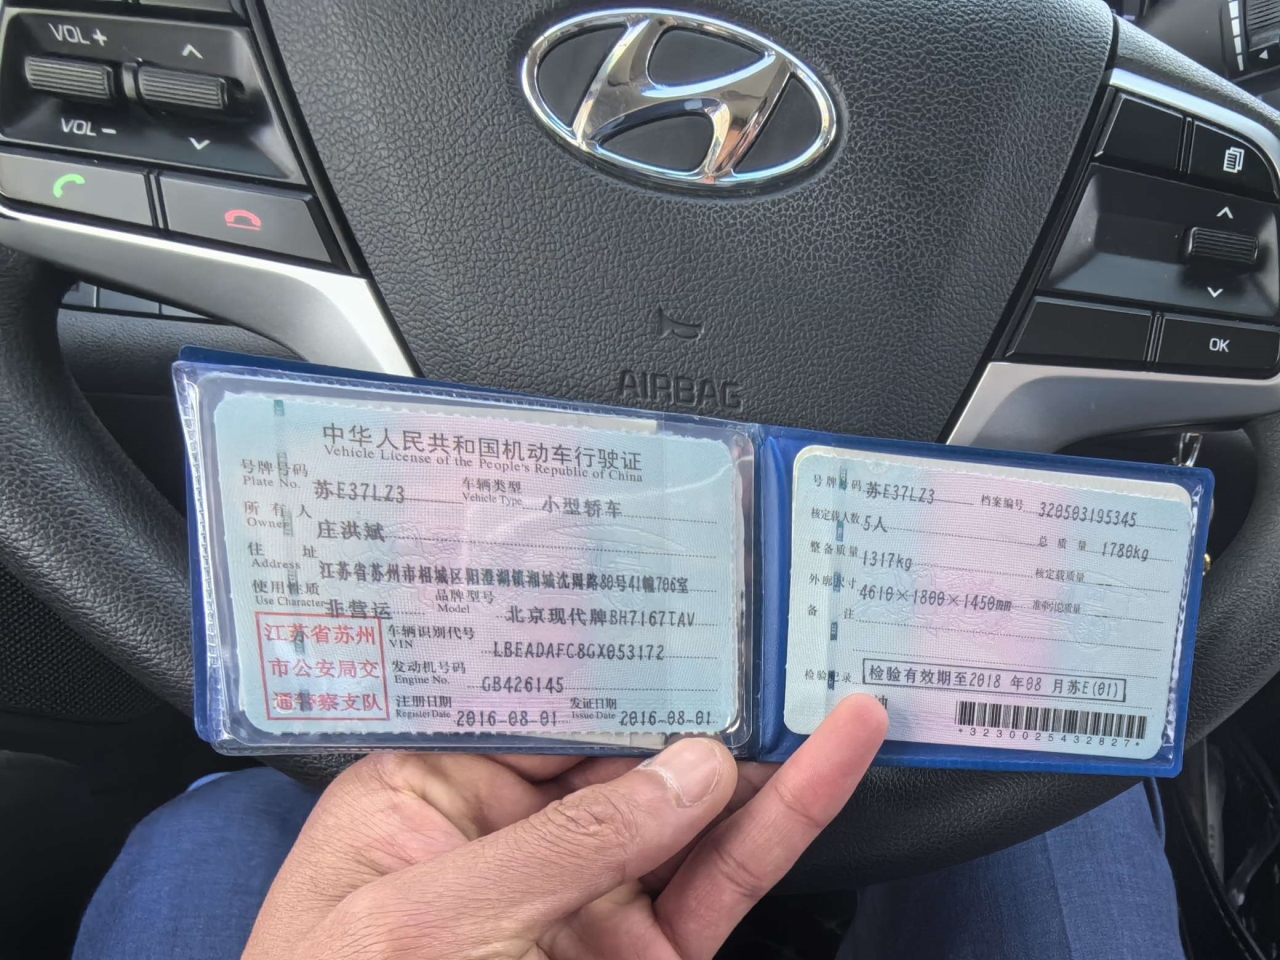 VOL +
VOL −
OK
AIRBAG
中华人民共和国机动车行驶证
Vehicle License of the People's Republic of China
号牌号码 苏E37LZ3 车辆类型 小型轿车
Plate No. Vehicle Type
所有人 庄洪斌
Owner
住址 江苏省苏州市相城区阳澄湖镇湘城沈周路80号41幢706室
Address
使用性质 非营运 品牌型号 北京现代牌BH7167TAV
Use Character Model
江苏省苏州
市公安局交
通警察支队
车辆识别代号 LBEADAFC8GX053172
VIN
发动机号码 GB426145
Engine No.
注册日期 2016-08-01 发证日期 2016-08-01
Register Date Issue Date
号牌号码 苏E37LZ3 档案编号 320503195345
核定载人数 5人 总质量 1780kg
整备质量 1317kg 核定载质量
外廓尺寸 4610×1800×1450mm 准牵引总质量
备注
检验记录 检验有效期至2018年08月苏E(01)
*3230025432827*